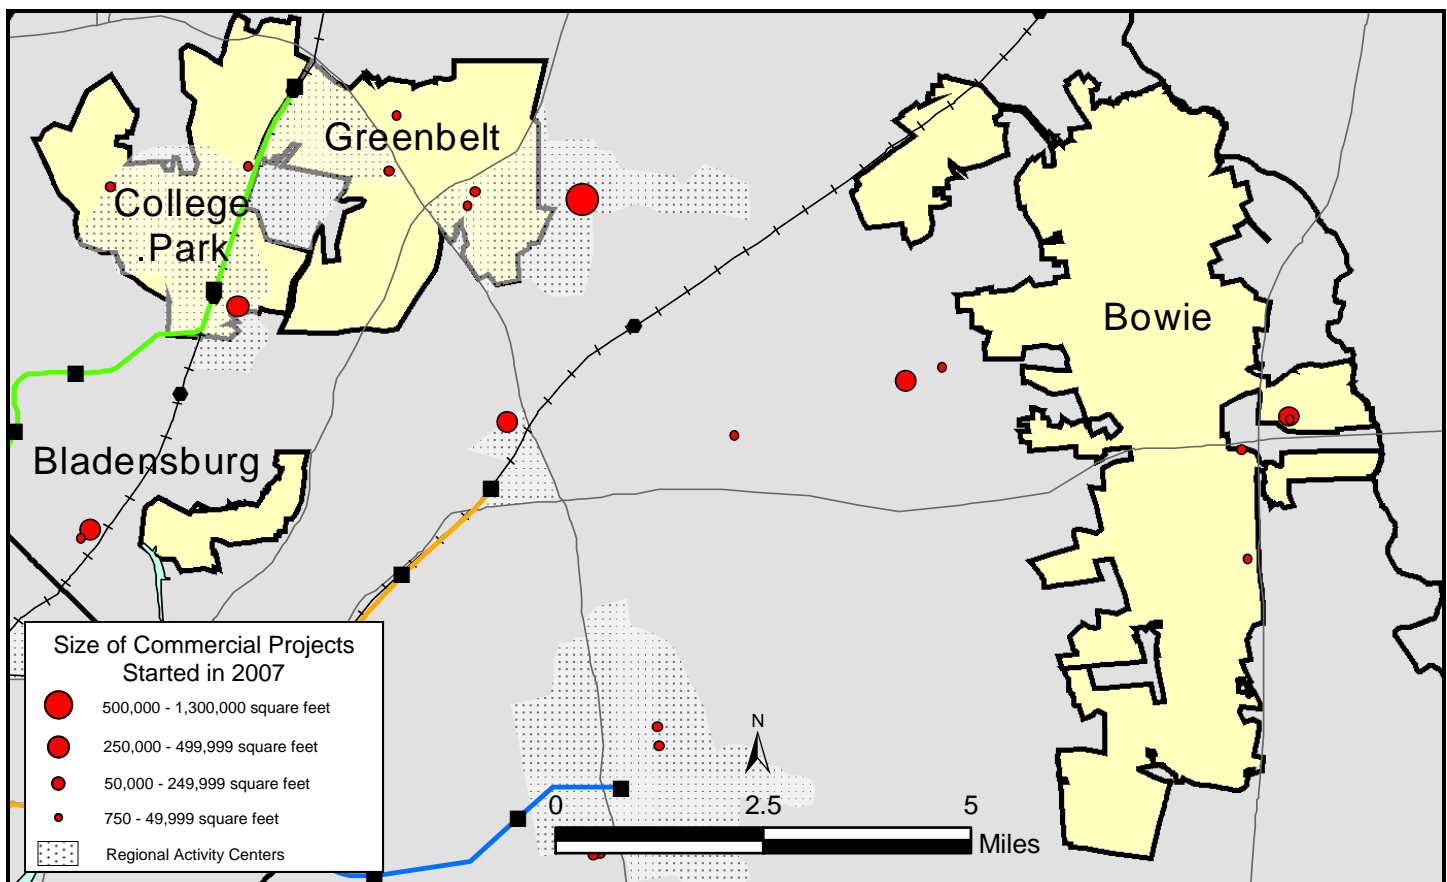 Greenbelt
College
.Park
Bowie
Bladensburg
Size of Commercial Projects
Started in 2007
500,000 - 1,300,000 square feet
250,000 - 499,999 square feet
50,000 - 249,999 square feet
750 - 49,999 square feet
Regional Activity Centers
N
0 2.5 5
Miles